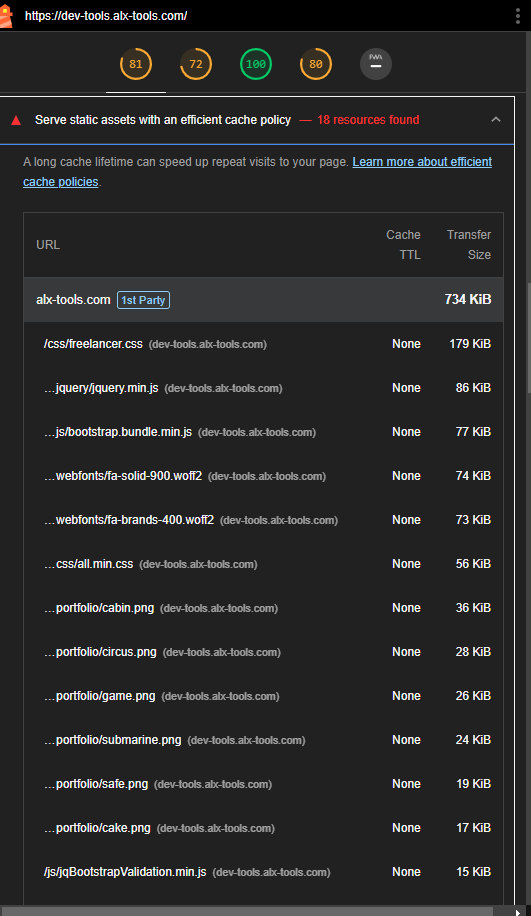 https://dev-tools.alx-tools.com/
81 72 100 80 PWA
Serve static assets with an efficient cache policy — 18 resources found
A long cache lifetime can speed up repeat visits to your page. Learn more about efficient
cache policies.
URL Cache TTL Transfer Size
alx-tools.com 1st Party 734 KiB
/css/freelancer.css (dev-tools.alx-tools.com) None 179 KiB
…jquery/jquery.min.js (dev-tools.alx-tools.com) None 86 KiB
…js/bootstrap.bundle.min.js (dev-tools.alx-tools.com) None 77 KiB
…webfonts/fa-solid-900.woff2 (dev-tools.alx-tools.com) None 74 KiB
…webfonts/fa-brands-400.woff2 (dev-tools.alx-tools.com) None 73 KiB
…css/all.min.css (dev-tools.alx-tools.com) None 56 KiB
…portfolio/cabin.png (dev-tools.alx-tools.com) None 36 KiB
…portfolio/circus.png (dev-tools.alx-tools.com) None 28 KiB
…portfolio/game.png (dev-tools.alx-tools.com) None 26 KiB
…portfolio/submarine.png (dev-tools.alx-tools.com) None 24 KiB
…portfolio/safe.png (dev-tools.alx-tools.com) None 19 KiB
…portfolio/cake.png (dev-tools.alx-tools.com) None 17 KiB
/js/jqBootstrapValidation.min.js (dev-tools.alx-tools.com) None 15 KiB